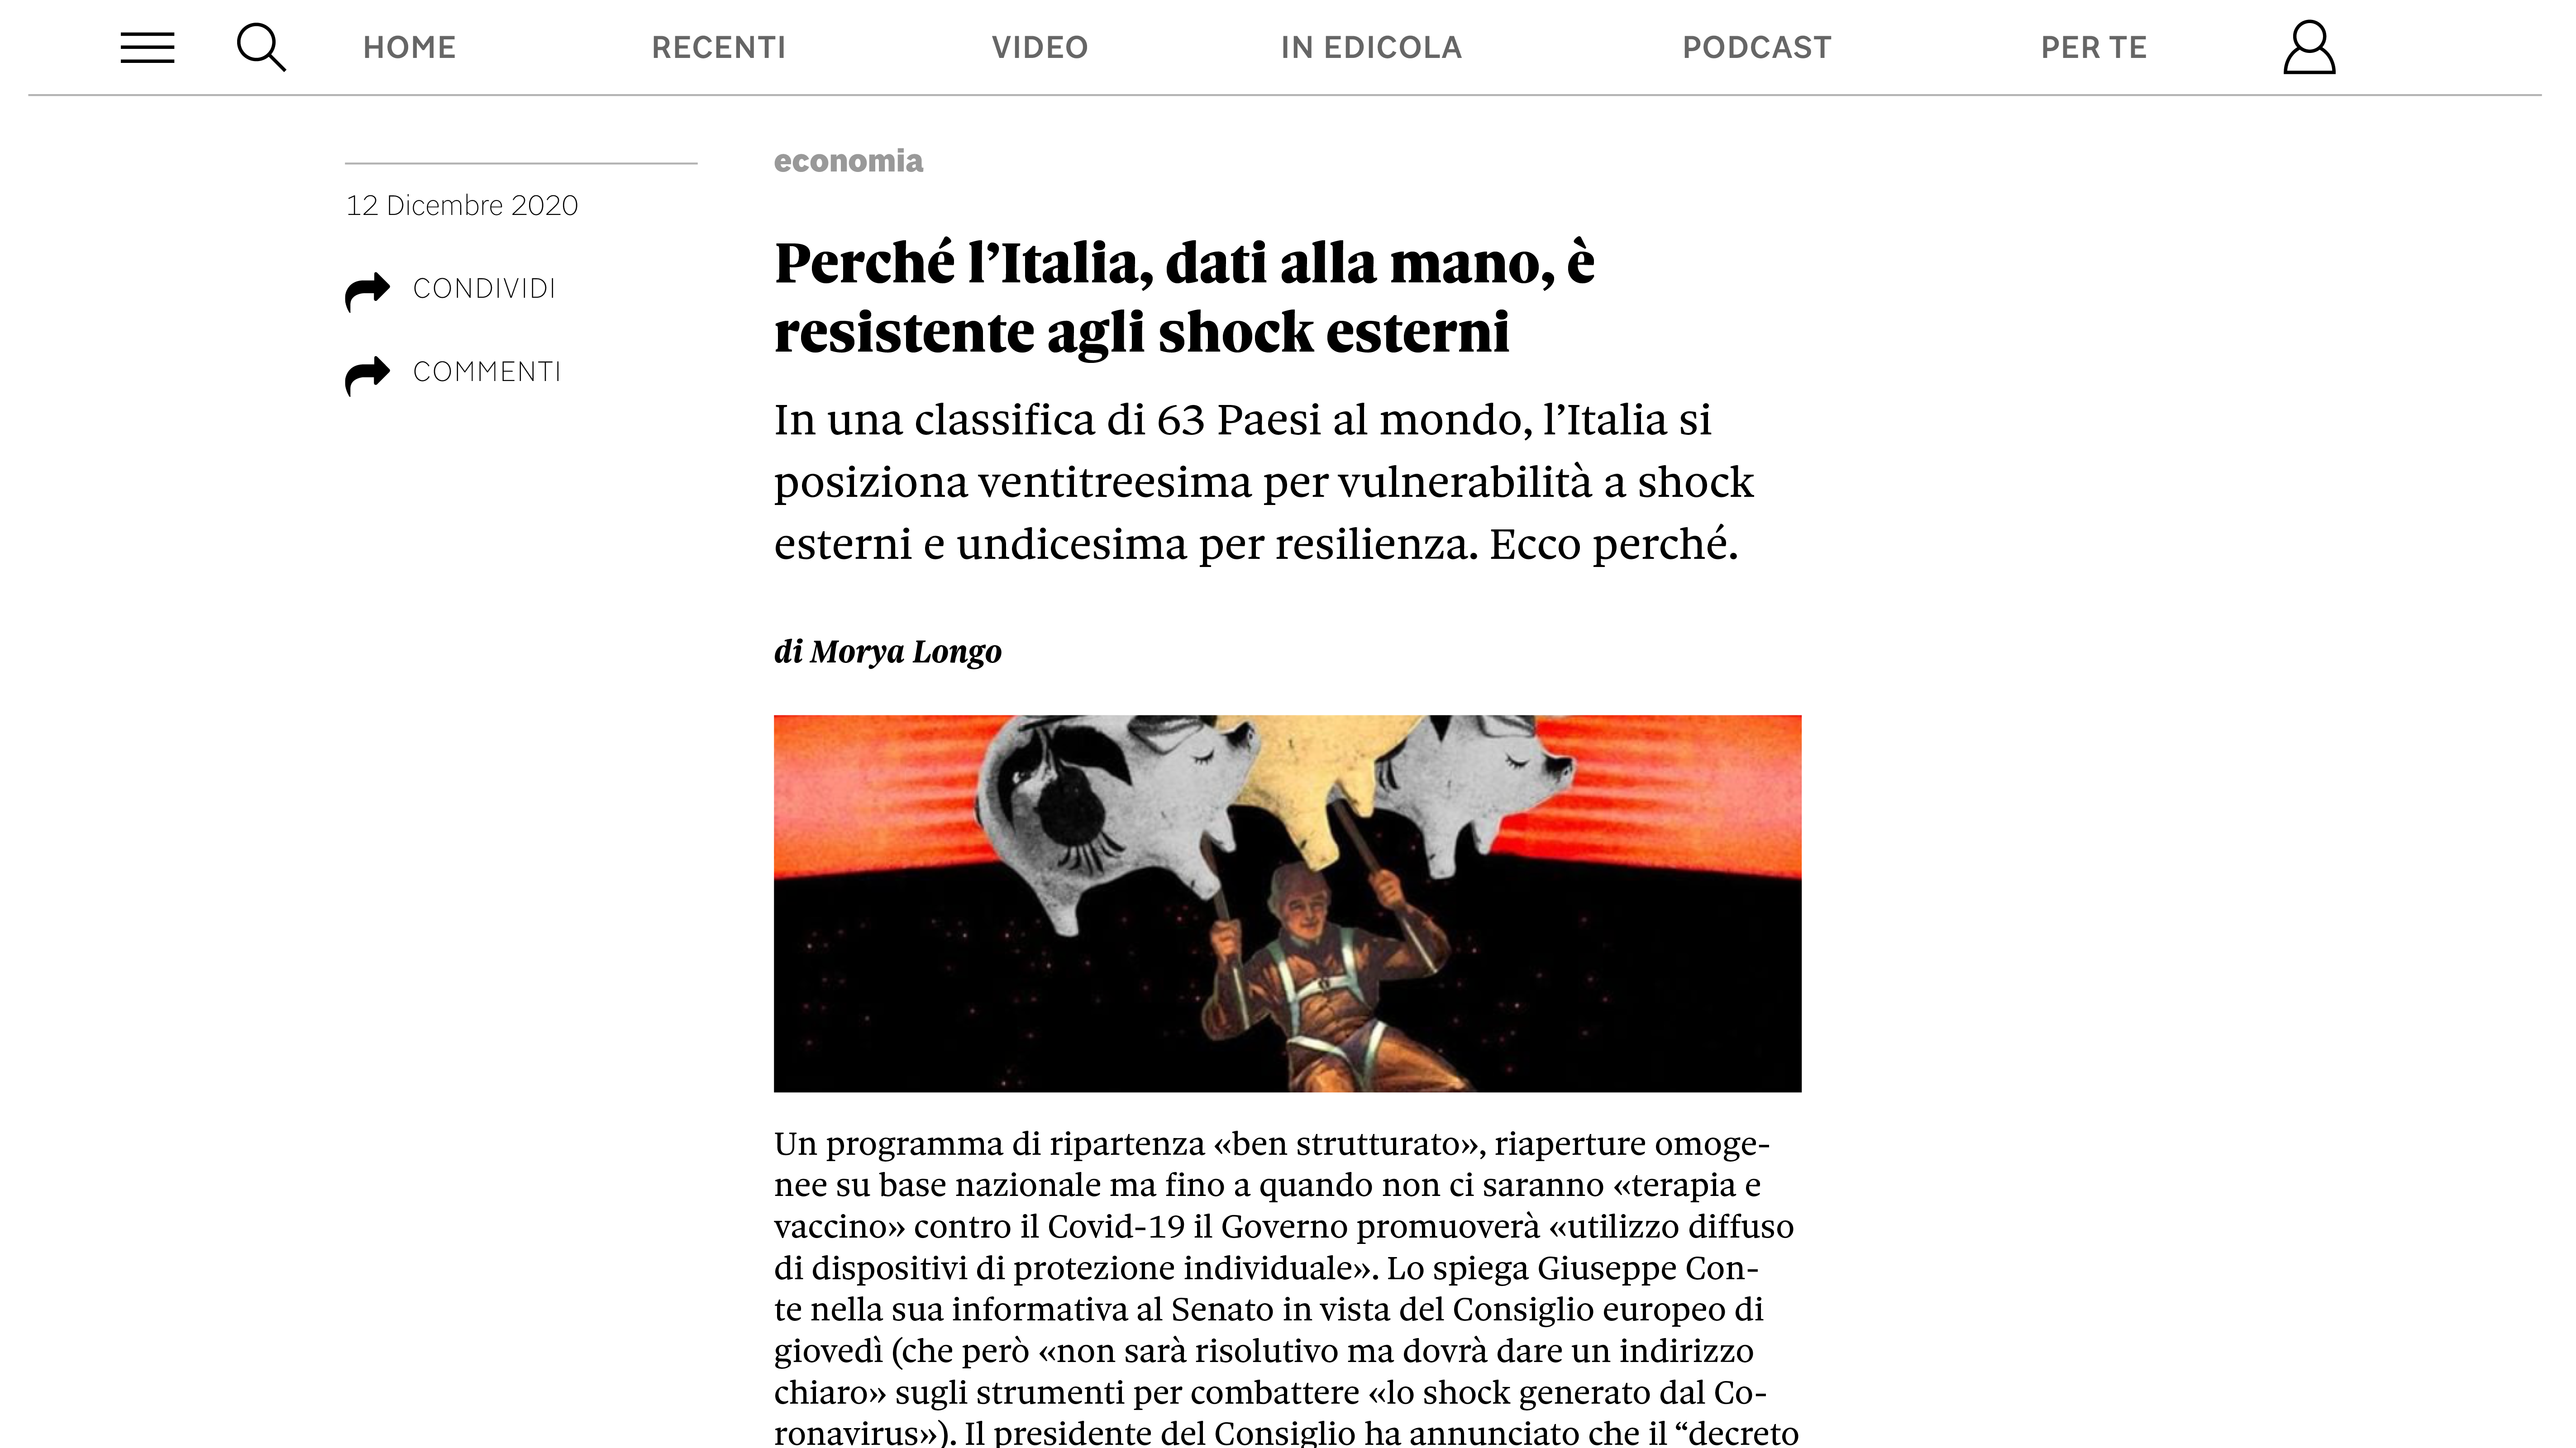 HOME RECENTI VIDEO IN EDICOLA PODCAST PER TE
12 Dicembre 2020
CONDIVIDI
COMMENTI
economia
Perché l’Italia, dati alla mano, è
resistente agli shock esterni
In una classifica di 63 Paesi al mondo, l’Italia si
posiziona ventitreesima per vulnerabilità a shock
esterni e undicesima per resilienza. Ecco perché.
di Morya Longo
Un programma di ripartenza «ben strutturato», riaperture omoge-
nee su base nazionale ma fino a quando non ci saranno «terapia e
vaccino» contro il Covid-19 il Governo promuoverà «utilizzo diffuso
di dispositivi di protezione individuale». Lo spiega Giuseppe Con-
te nella sua informativa al Senato in vista del Consiglio europeo di
giovedì (che però «non sarà risolutivo ma dovrà dare un indirizzo
chiaro» sugli strumenti per combattere «lo shock generato dal Co-
ronavirus»). Il presidente del Consiglio ha annunciato che il “decreto